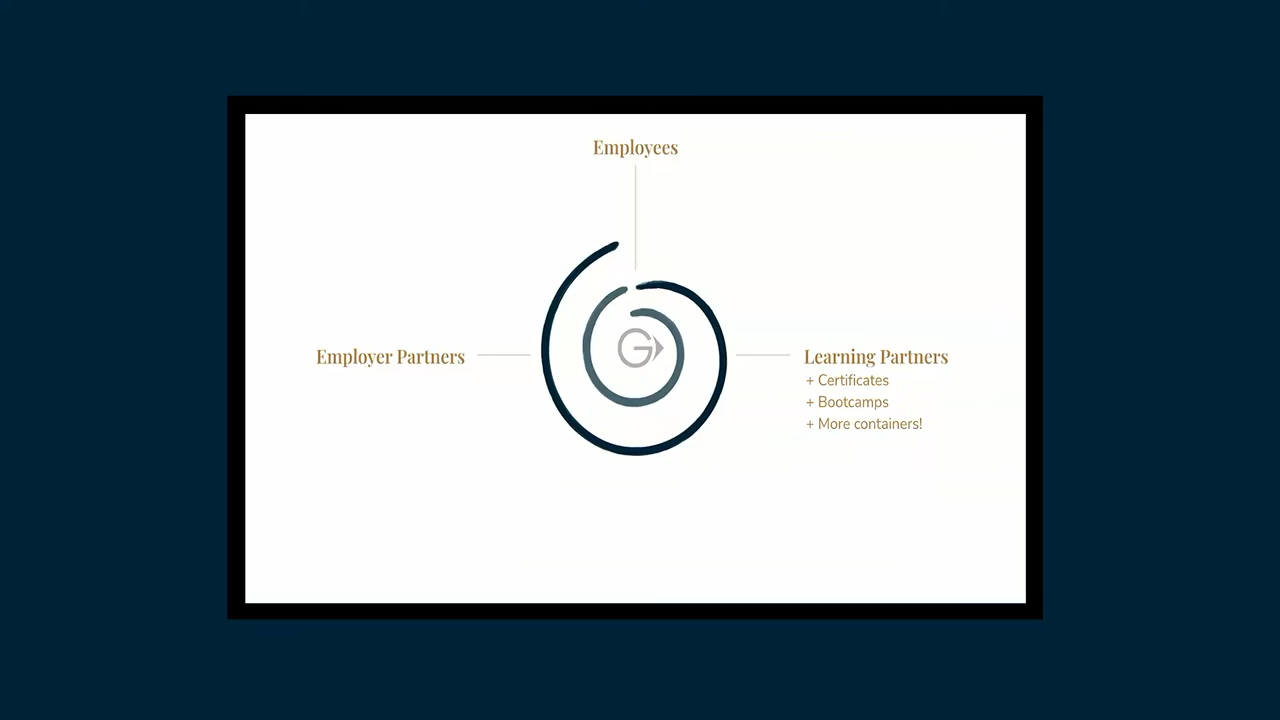 Employees
G
Employer Partners
Learning Partners
+ Certificates
+ Bootcamps
+ More containers!